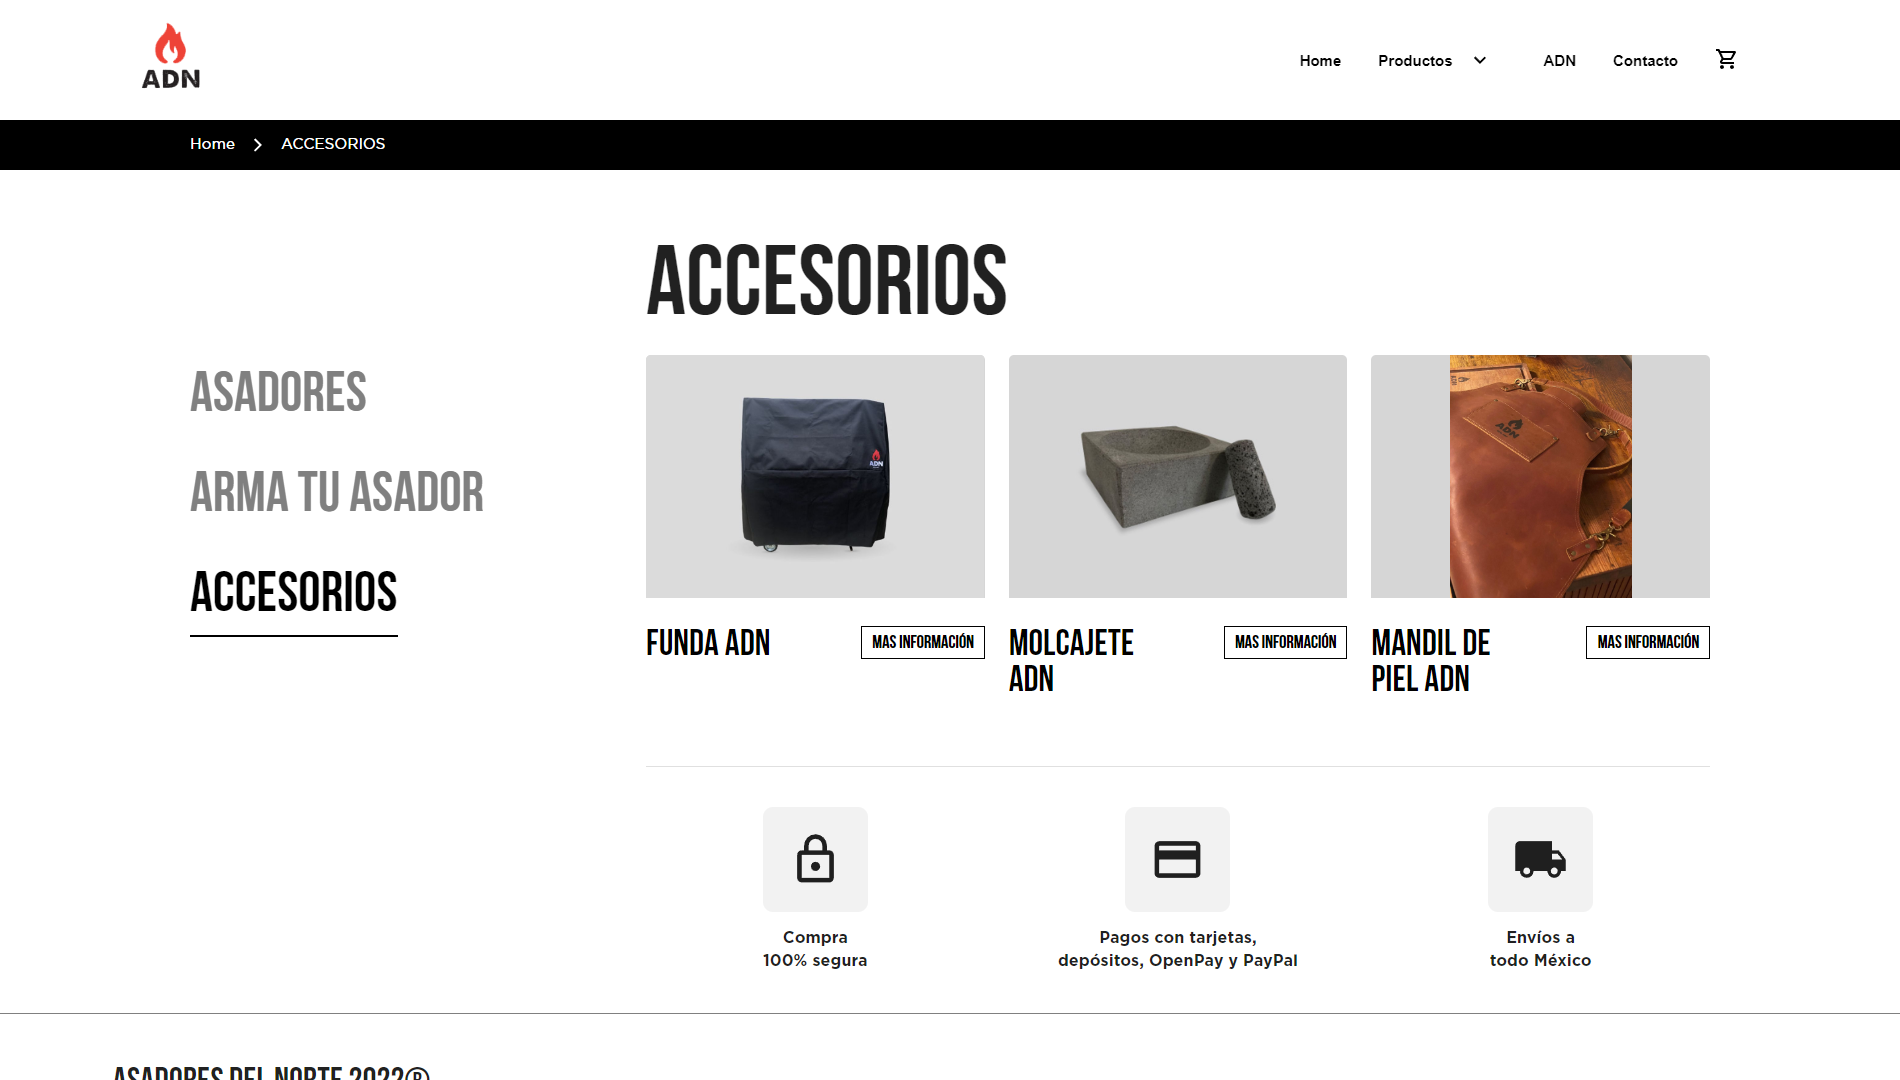 ADN
Home
Productos
ADN
Contacto
Home
ACCESORIOS
ACCESORIOS
ASADORES
ARMA TU ASADOR
ACCESORIOS
ADN
ADN
FUNDA ADN
MAS INFORMACIÓN
MOLCAJETE
ADN
MAS INFORMACIÓN
MANDIL DE
PIEL ADN
MAS INFORMACIÓN
Compra
100% segura
Pagos con tarjetas,
depósitos, OpenPay y PayPal
Envíos a
todo México
ASADORES DEL NORTE 2022®